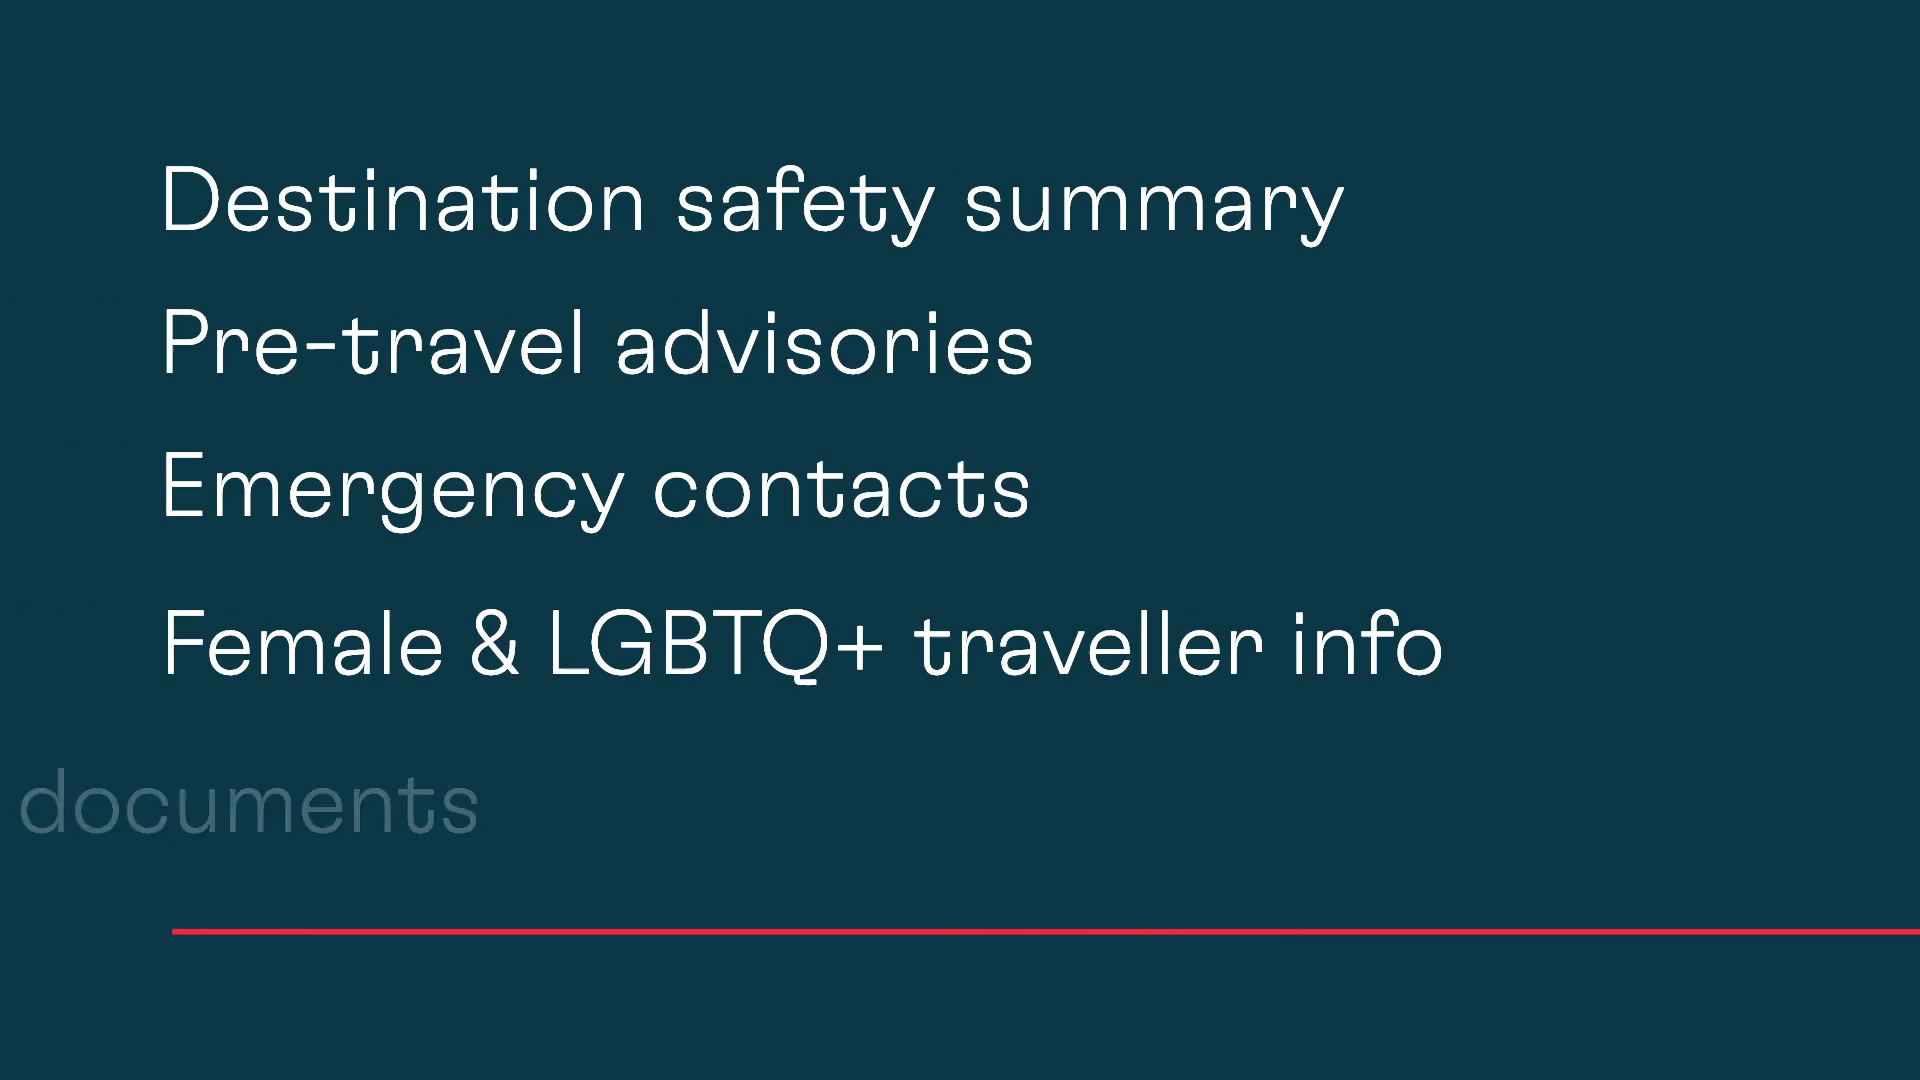 Destination safety summary
Pre-travel advisories
Emergency contacts
Female & LGBTQ+ traveller info
documents